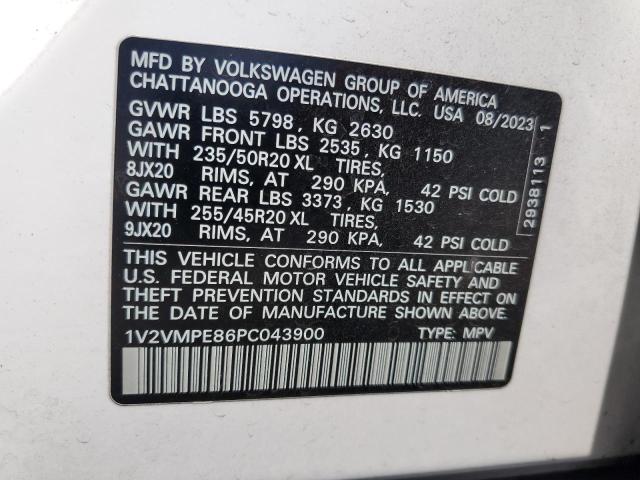 MFD BY VOLKSWAGEN GROUP OF AMERICA
CHATTANOOGA OPERATIONS, LLC. USA 08/2023
GVWR LBS 5798, KG 2630
GAWR FRONT LBS 2535, KG 1150
WITH 235/50R20 XL TIRES,
8JX20 RIMS, AT 290 KPA, 42 PSI COLD
GAWR REAR LBS 3373, KG 1530
WITH 255/45R20 XL TIRES,
9JX20 RIMS, AT 290 KPA, 42 PSI COLD
THIS VEHICLE CONFORMS TO ALL APPLICABLE
U.S. FEDERAL MOTOR VEHICLE SAFETY AND
THEFT PREVENTION STANDARDS IN EFFECT ON
THE DATE OF MANUFACTURE SHOWN ABOVE
1V2VMPE86PC043900 TYPE: MPV
2938113 1